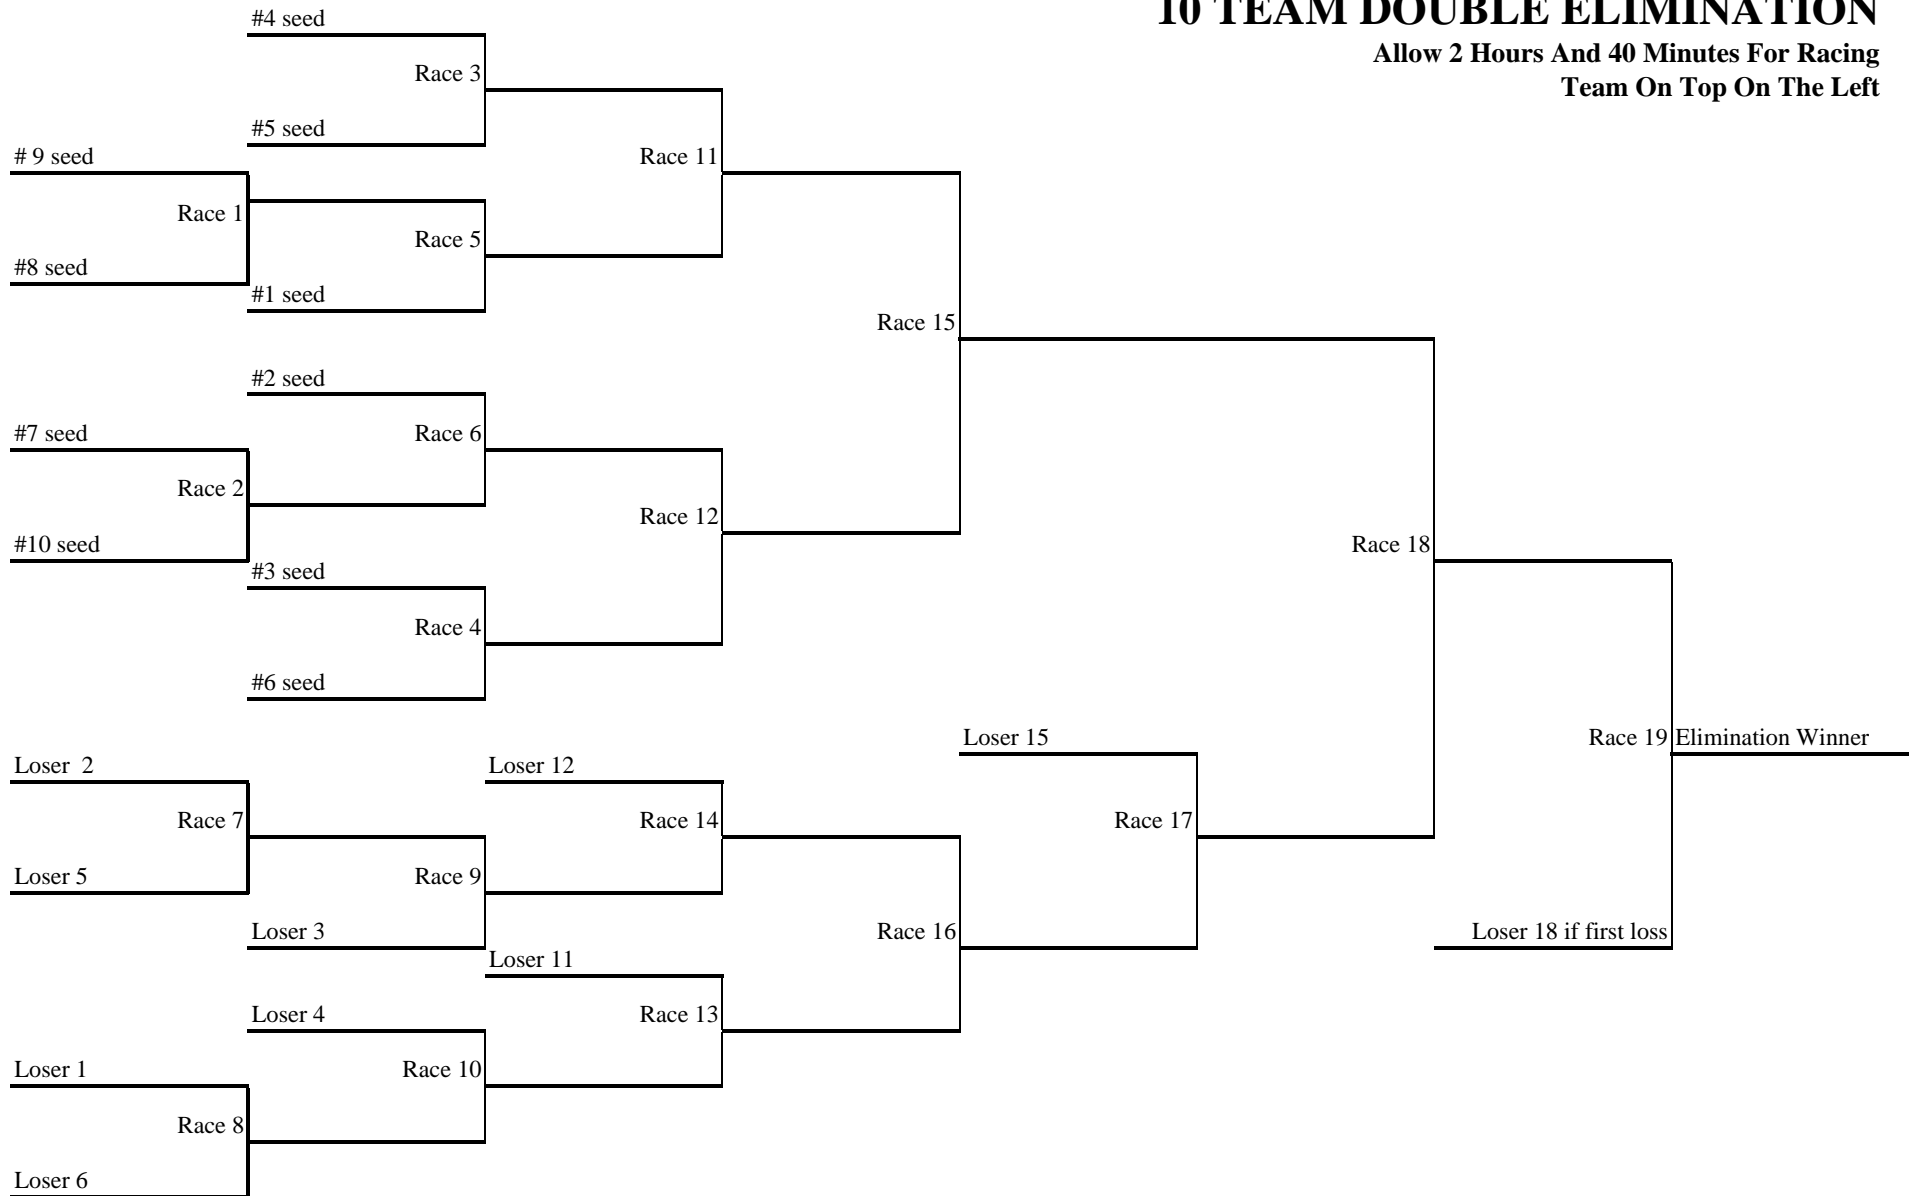 10 TEAM DOUBLE ELIMINATION
Allow 2 Hours And 40 Minutes For Racing
Team On Top On The Left
#4 seed
Race 3
#5 seed
# 9 seed
Race 11
Race 1
Race 5
#8 seed
#1 seed
Race 15
#2 seed
#7 seed
Race 6
Race 2
Race 12
#10 seed
Race 18
#3 seed
Race 4
#6 seed
Loser 15
Race 19 Elimination Winner
Loser  2
Loser 12
Race 7
Race 14
Race 17
Loser 5
Race 9
Loser 3
Race 16
Loser 18 if first loss
Loser 11
Loser 4
Race 13
Loser 1
Race 10
Race 8
Loser 6